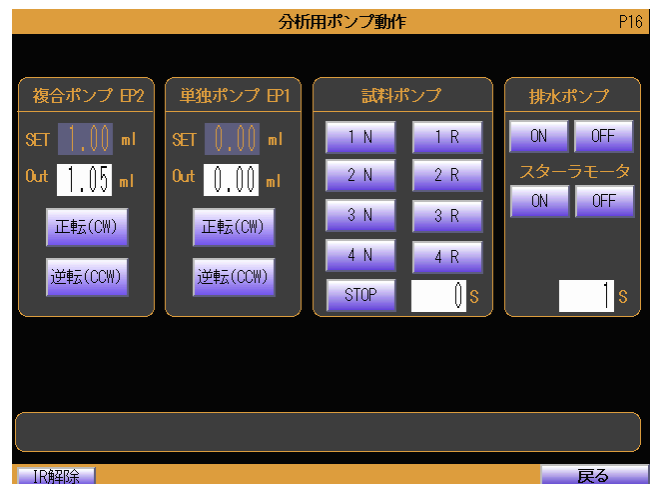 分析用ポンプ動作 P16
複合ポンプ EP2
SET 1.00 ml
Out 1.05 ml
正転(CW)
逆転(CCW)
単独ポンプ EP1
SET 0.00 ml
Out 0.00 ml
正転(CW)
逆転(CCW)
試料ポンプ
1 N 1 R
2 N 2 R
3 N 3 R
4 N 4 R
STOP 0 S
排水ポンプ
ON OFF
スターラモータ
ON OFF
1 S
IR解除 戻る